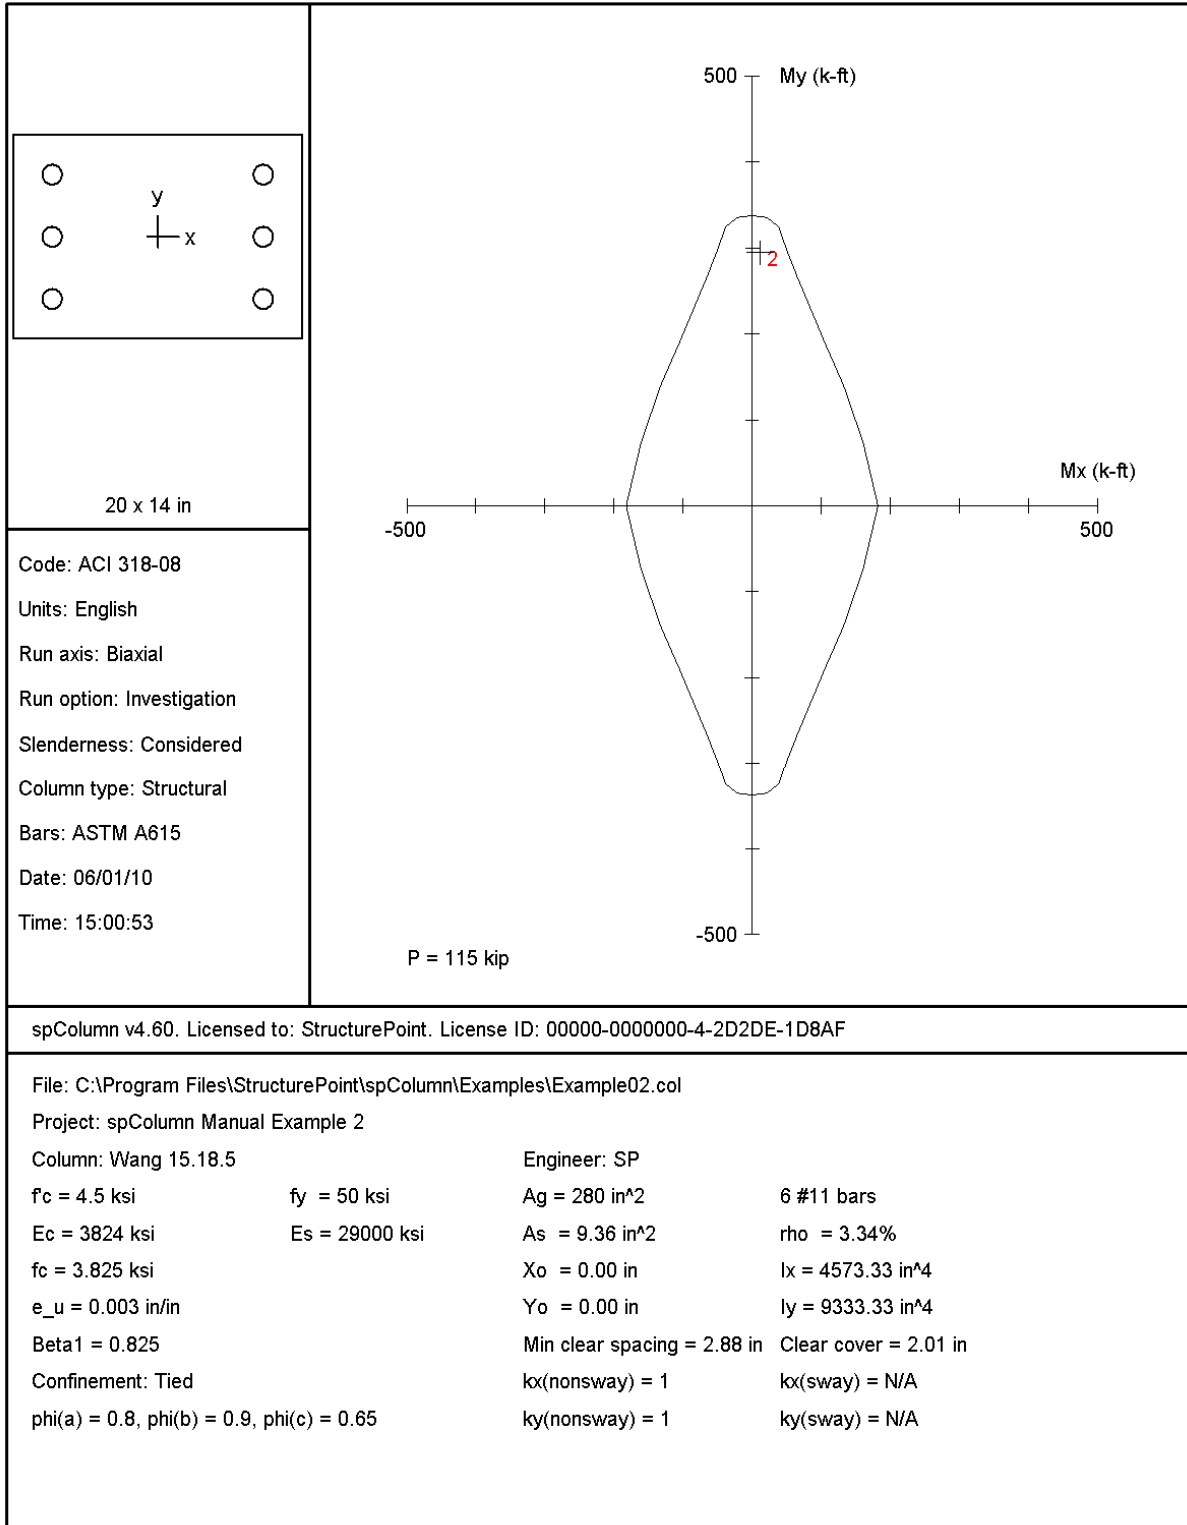 y
x
20 x 14 in
Code: ACI 318-08
Units: English
Run axis: Biaxial
Run option: Investigation
Slenderness: Considered
Column type: Structural
Bars: ASTM A615
Date: 06/01/10
Time: 15:00:53
500 My (k-ft)
2
Mx (k-ft)
-500 500
-500
P = 115 kip
spColumn v4.60. Licensed to: StructurePoint. License ID: 00000-0000000-4-2D2DE-1D8AF
File: C:\Program Files\StructurePoint\spColumn\Examples\Example02.col
Project: spColumn Manual Example 2
Column: Wang 15.18.5 Engineer: SP
f'c = 4.5 ksi fy = 50 ksi Ag = 280 in^2 6 #11 bars
Ec = 3824 ksi Es = 29000 ksi As = 9.36 in^2 rho = 3.34%
fc = 3.825 ksi Xo = 0.00 in Ix = 4573.33 in^4
e_u = 0.003 in/in Yo = 0.00 in Iy = 9333.33 in^4
Beta1 = 0.825 Min clear spacing = 2.88 in Clear cover = 2.01 in
Confinement: Tied kx(nonsway) = 1 kx(sway) = N/A
phi(a) = 0.8, phi(b) = 0.9, phi(c) = 0.65 ky(nonsway) = 1 ky(sway) = N/A